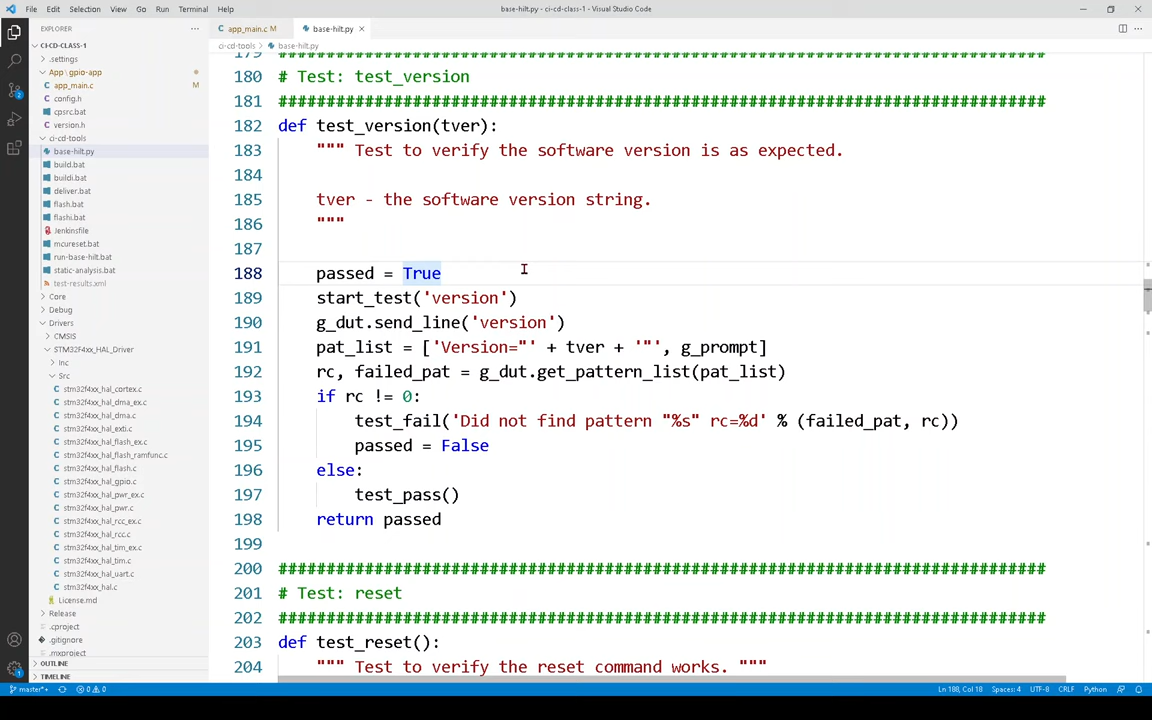 File Edit Selection View Go Run Terminal Help
base-hilt.py - ci-cd-class-1 - Visual Studio Code
EXPLORER
CI-CD-CLASS-1
.settings
App \ gpio-app
app_main.c M
config.h
cpsrc.bat
version.h
ci-cd-tools
base-hilt.py
build.bat
buildi.bat
deliver.bat
flash.bat
flashi.bat
Jenkinsfile
mcureset.bat
run-base-hilt.bat
static-analysis.bat
test-results.xml
Core
Debug
Drivers
CMSIS
STM32F4xx_HAL_Driver
Inc
Src
stm32f4xx_hal_cortex.c
stm32f4xx_hal_dma_ex.c
stm32f4xx_hal_dma.c
stm32f4xx_hal_exti.c
stm32f4xx_hal_flash_ex.c
stm32f4xx_hal_flash_ramfunc.c
stm32f4xx_hal_flash.c
stm32f4xx_hal_gpio.c
stm32f4xx_hal_pwr_ex.c
stm32f4xx_hal_pwr.c
stm32f4xx_hal_rcc_ex.c
stm32f4xx_hal_rcc.c
stm32f4xx_hal_tim_ex.c
stm32f4xx_hal_tim.c
stm32f4xx_hal_uart.c
stm32f4xx_hal.c
License.md
Release
.cproject
.gitignore
.mxproject
OUTLINE
TIMELINE
app_main.c M
base-hilt.py
ci-cd-tools > base-hilt.py
179 ################################################################################
180 # Test: test_version
181 ################################################################################
182 def test_version(tver):
183 """ Test to verify the software version is as expected.
184
185 tver - the software version string.
186 """
187
188 passed = True
189 start_test('version')
190 g_dut.send_line('version')
191 pat_list = ['Version="' + tver + '"', g_prompt]
192 rc, failed_pat = g_dut.get_pattern_list(pat_list)
193 if rc != 0:
194 test_fail('Did not find pattern "%s" rc=%d' % (failed_pat, rc))
195 passed = False
196 else:
197 test_pass()
198 return passed
199
200 ################################################################################
201 # Test: reset
202 ################################################################################
203 def test_reset():
204 """ Test to verify the reset command works. """
master*+ 0 0
Ln 188, Col 18 Spaces: 4 UTF-8 CRLF Python